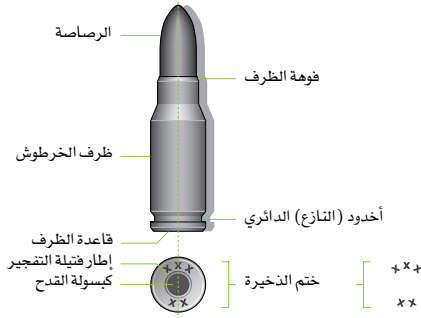 الرصاصة
فوهة الظرف
ظرف الخرطوش
أخدود (النازع) الدائري
قاعدة الظرف
إطار فتيلة التفجير
كبسولة القدح
ختم الذخيرة
x x x
x x
x x x
x x